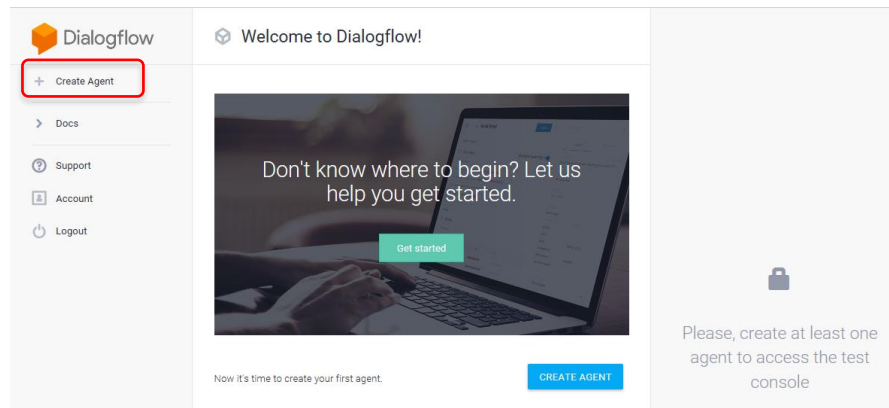 Dialogflow
Welcome to Dialogflow!
Create Agent
Docs
Support
Account
Logout
Don't know where to begin? Let us
help you get started.
Get started
Now it's time to create your first agent.
CREATE AGENT
Please, create at least one
agent to access the test
console